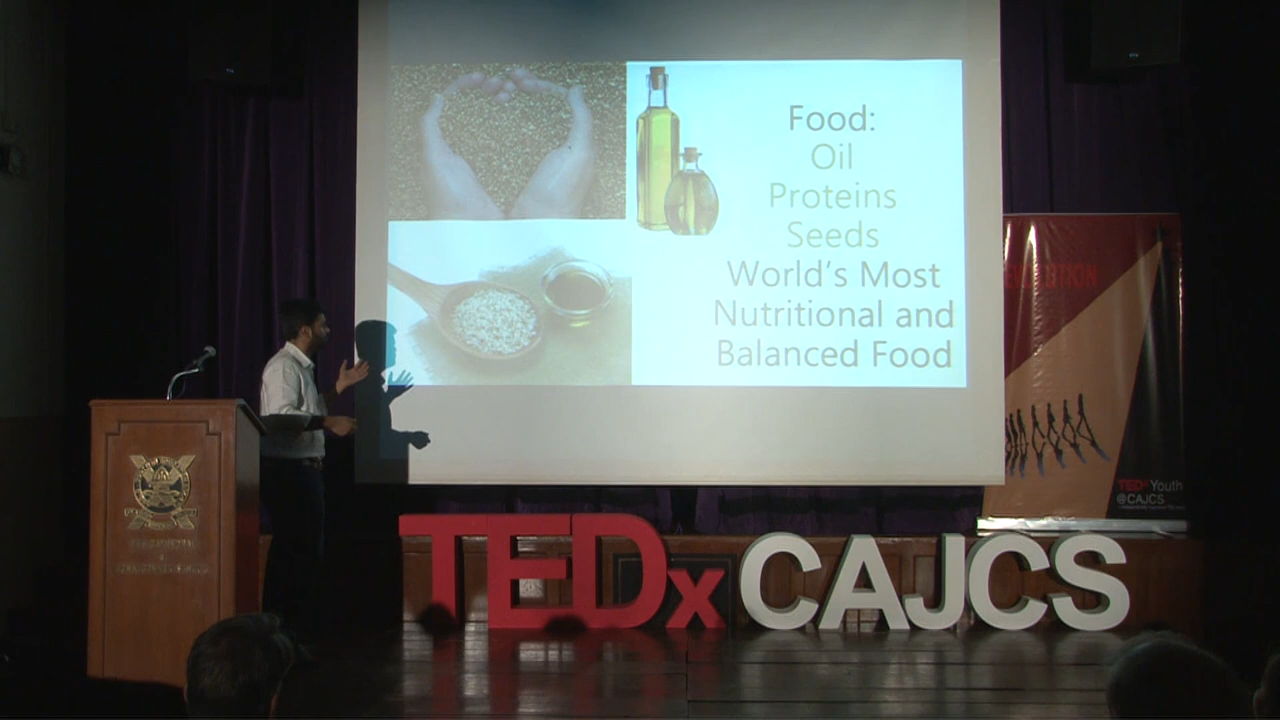 Food:
Oil
Proteins
Seeds
World's Most
Nutritional and
Balanced Food
TEDxYouth
@CAJCS
TEDxCAJCS